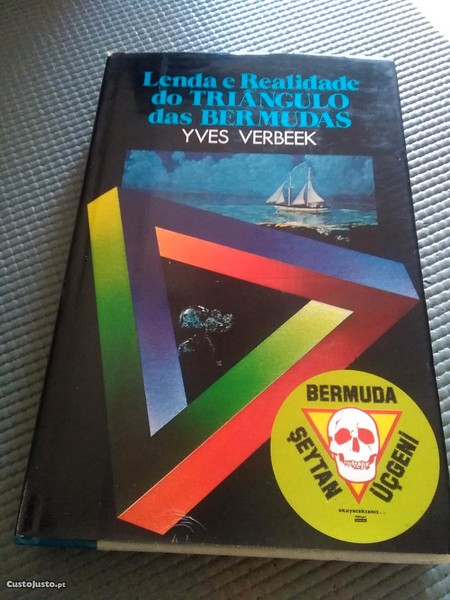 Lenda e Realidade
do TRIÂNGULO
das BERMUDAS
YVES VERBEEK
BERMUDA
ŞEYTAN
ÜÇGENİ
CustoJusto.pt